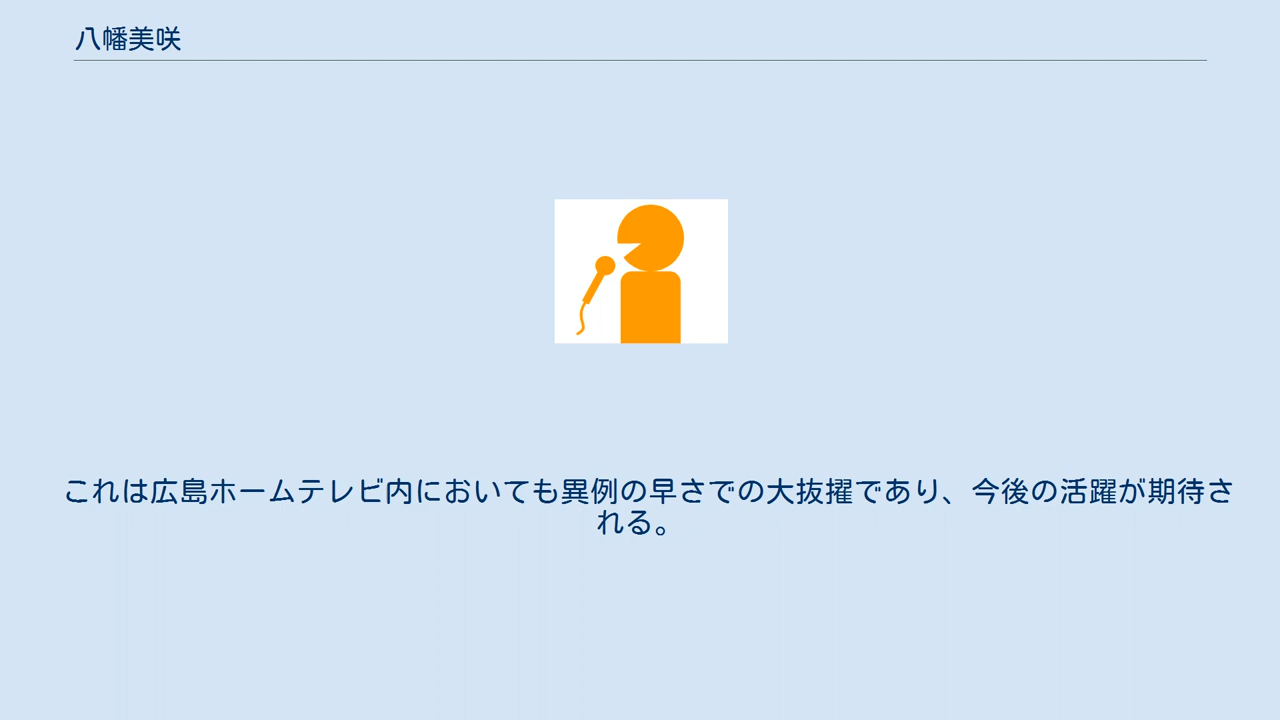 八幡美咲
これは広島ホームテレビ内においても異例の早さでの大抜擢であり、今後の活躍が期待さ
れる。